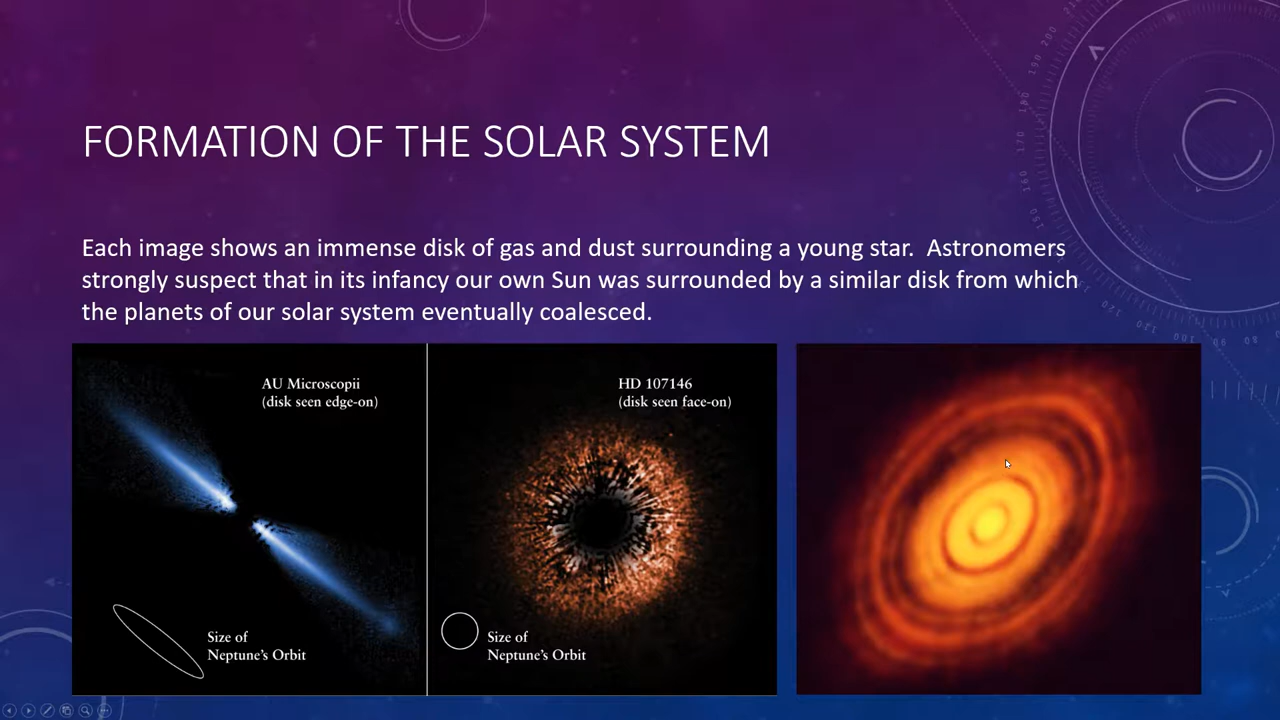 FORMATION OF THE SOLAR SYSTEM
Each image shows an immense disk of gas and dust surrounding a young star.  Astronomers
strongly suspect that in its infancy our own Sun was surrounded by a similar disk from which
the planets of our solar system eventually coalesced.
AU Microscopii
(disk seen edge-on)
Size of
Neptune's Orbit
HD 107146
(disk seen face-on)
Size of
Neptune's Orbit